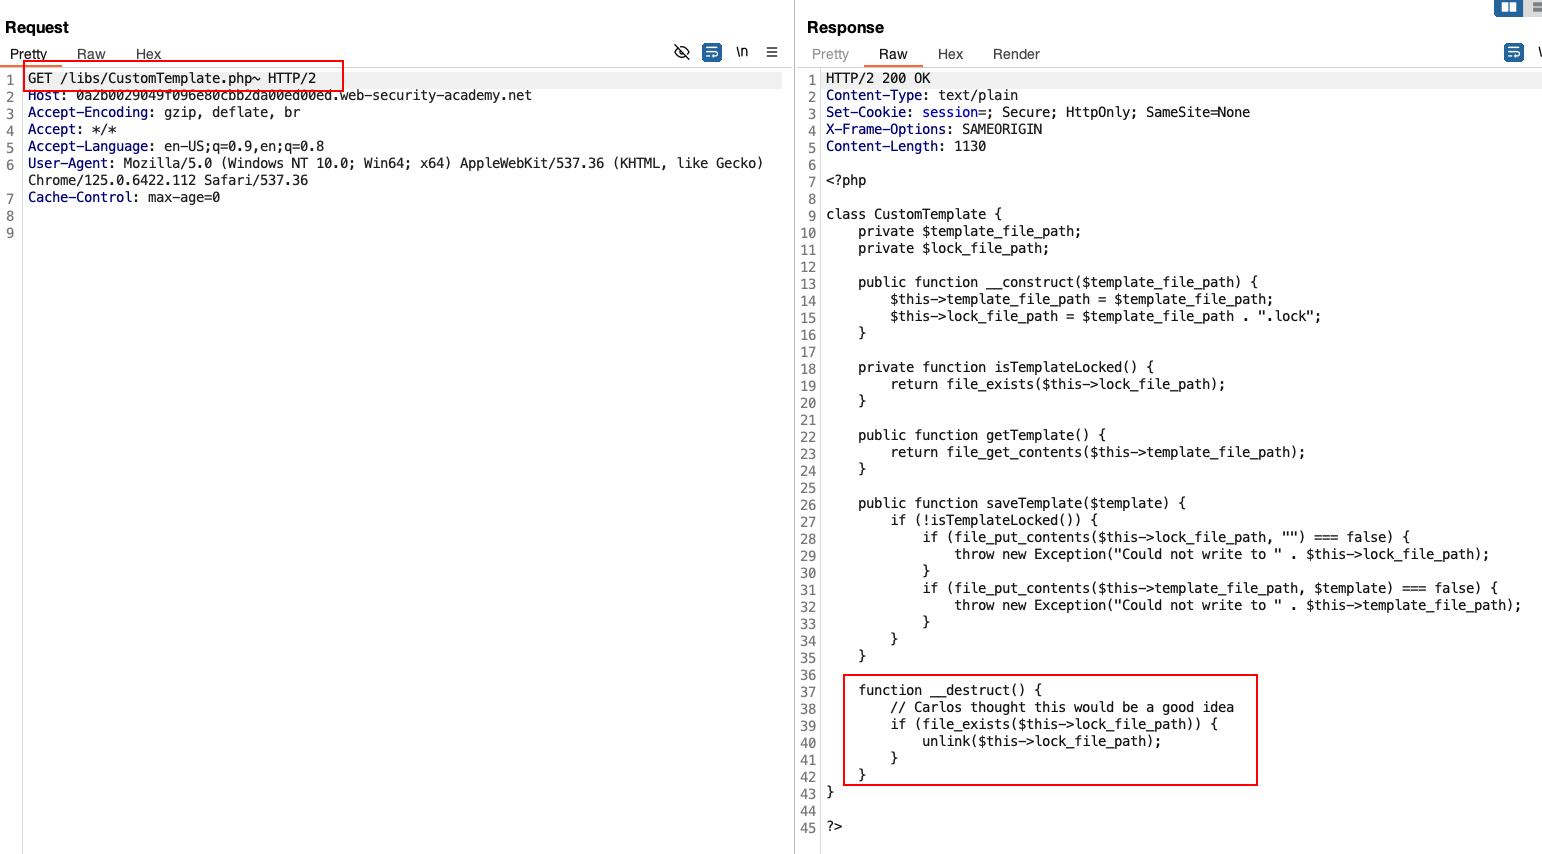 Request
Pretty Raw Hex
\n
1 GET /libs/CustomTemplate.php~ HTTP/2
2 Host: 0a2b0029049f096e80cbb2da00ed00ed.web-security-academy.net
3 Accept-Encoding: gzip, deflate, br
4 Accept: */*
5 Accept-Language: en-US;q=0.9,en;q=0.8
6 User-Agent: Mozilla/5.0 (Windows NT 10.0; Win64; x64) AppleWebKit/537.36 (KHTML, like Gecko)
Chrome/125.0.6422.112 Safari/537.36
7 Cache-Control: max-age=0
8
9
Response
Pretty Raw Hex Render
1 HTTP/2 200 OK
2 Content-Type: text/plain
3 Set-Cookie: session=; Secure; HttpOnly; SameSite=None
4 X-Frame-Options: SAMEORIGIN
5 Content-Length: 1130
6
7 <?php
8
9 class CustomTemplate {
10     private $template_file_path;
11     private $lock_file_path;
12
13     public function __construct($template_file_path) {
14         $this->template_file_path = $template_file_path;
15         $this->lock_file_path = $template_file_path . ".lock";
16     }
17
18     private function isTemplateLocked() {
19         return file_exists($this->lock_file_path);
20     }
21
22     public function getTemplate() {
23         return file_get_contents($this->template_file_path);
24     }
25
26     public function saveTemplate($template) {
27         if (!isTemplateLocked()) {
28             if (file_put_contents($this->lock_file_path, "") === false) {
29                 throw new Exception("Could not write to " . $this->lock_file_path);
30             }
31             if (file_put_contents($this->template_file_path, $template) === false) {
32                 throw new Exception("Could not write to " . $this->template_file_path);
33             }
34         }
35     }
36
37     function __destruct() {
38         // Carlos thought this would be a good idea
39         if (file_exists($this->lock_file_path)) {
40             unlink($this->lock_file_path);
41         }
42     }
43 }
44
45 ?>